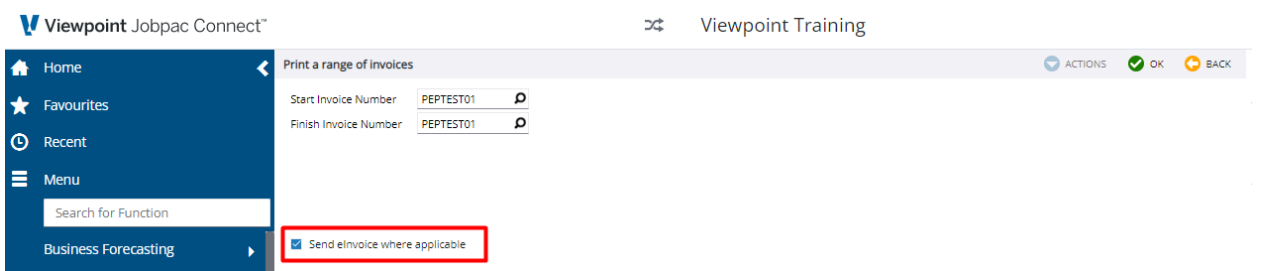 Viewpoint Jobpac Connect™
Viewpoint Training
Home
Favourites
Recent
Menu
Search for Function
Business Forecasting
Print a range of invoices
ACTIONS OK BACK
Start Invoice Number PEPTEST01
Finish Invoice Number PEPTEST01
Send eInvoice where applicable